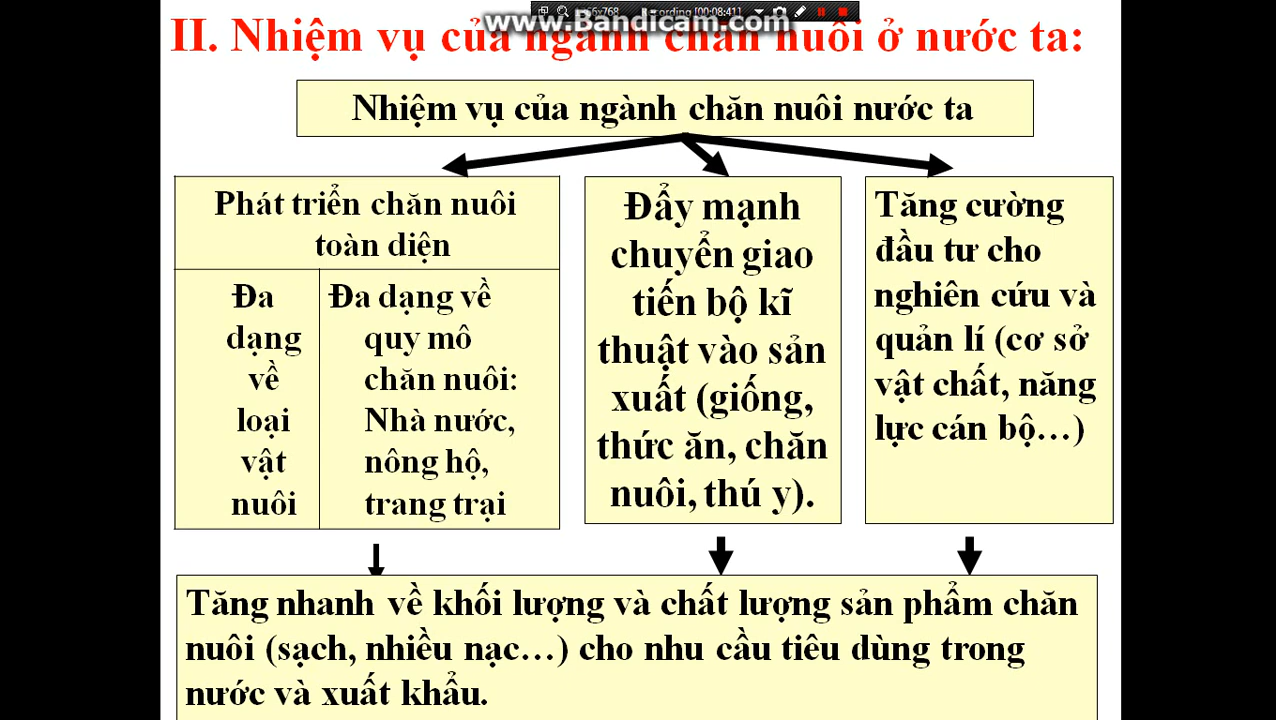 www.Bandicam.com
II. Nhiệm vụ của ngành chăn nuôi ở nước ta:
Nhiệm vụ của ngành chăn nuôi nước ta
Phát triển chăn nuôi
toàn diện
Đa
dạng
về
loại
vật
nuôi
Đa dạng về
quy mô
chăn nuôi:
Nhà nước,
nông hộ,
trang trại
Đẩy mạnh
chuyển giao
tiến bộ kĩ
thuật vào sản
xuất (giống,
thức ăn, chăn
nuôi, thú y).
Tăng cường
đầu tư cho
nghiên cứu và
quản lí (cơ sở
vật chất, năng
lực cán bộ...)
Tăng nhanh về khối lượng và chất lượng sản phẩm chăn
nuôi (sạch, nhiều nạc...) cho nhu cầu tiêu dùng trong
nước và xuất khẩu.